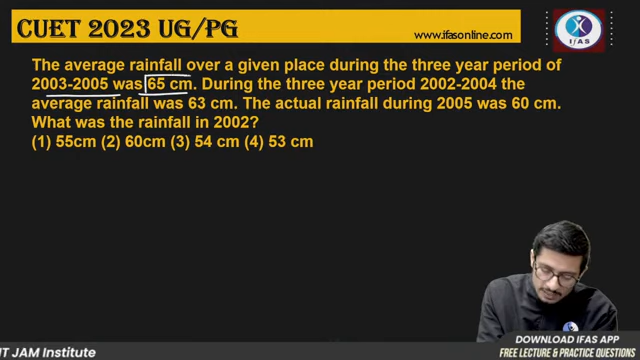 CUET 2023 UG/PG
www.ifasonline.com
iFAS
The average rainfall over a given place during the three year period of
2003-2005 was 65 cm. During the three year period 2002-2004 the
average rainfall was 63 cm. The actual rainfall during 2005 was 60 cm.
What was the rainfall in 2002?
(1) 55cm (2) 60cm (3) 54 cm (4) 53 cm
IT JAM Institute
DOWNLOAD IFAS APP
FREE LECTURE & PRACTICE QUESTIONS